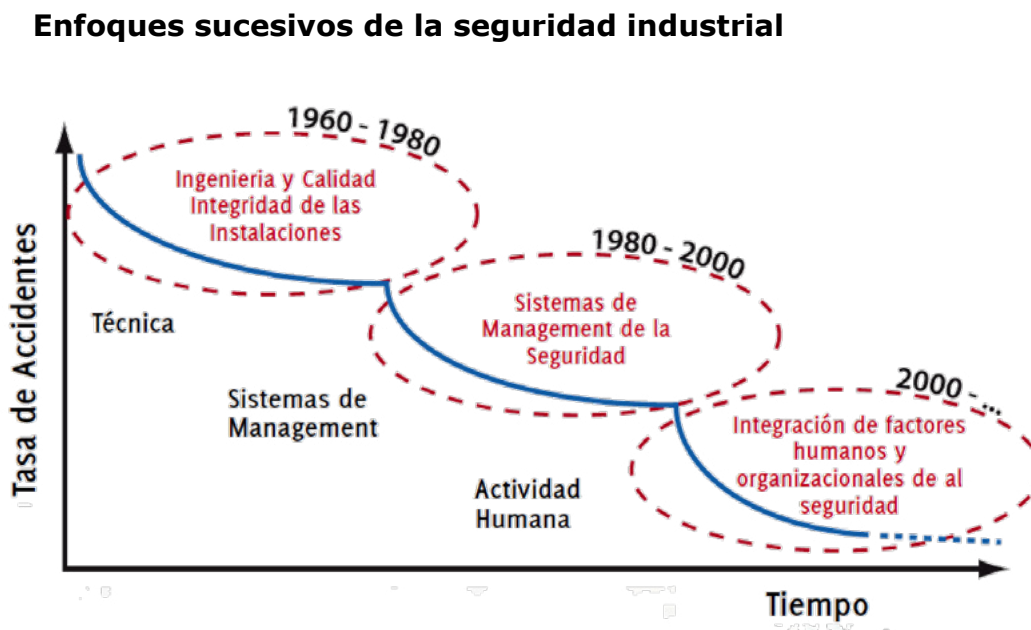 Enfoques sucesivos de la seguridad industrial
1960 - 1980
Ingenieria y Calidad
Integridad de las
Instalaciones
Técnica
1980 - 2000
Sistemas de
Management de la
Seguridad
Sistemas de
Management
2000 - ...
Integración de factores
humanos y
organizacionales de al
seguridad
Actividad
Humana
Tasa de Accidentes
Tiempo